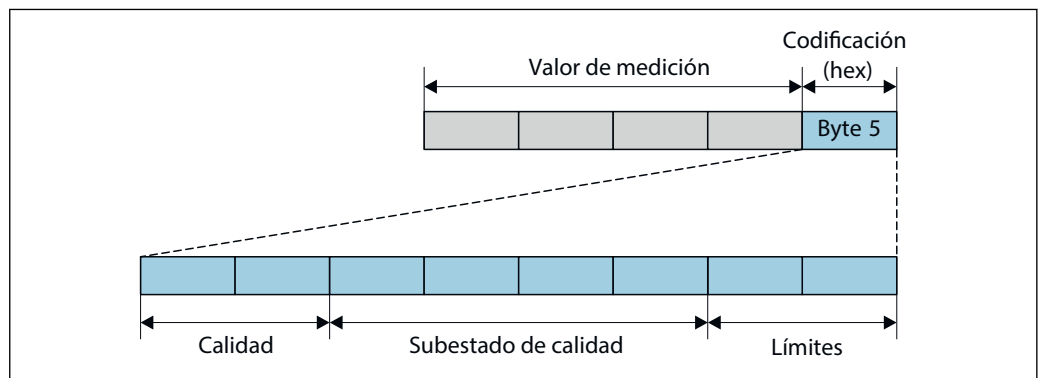 Codificación
(hex)
Valor de medición
Byte 5
Calidad
Subestado de calidad
Límites